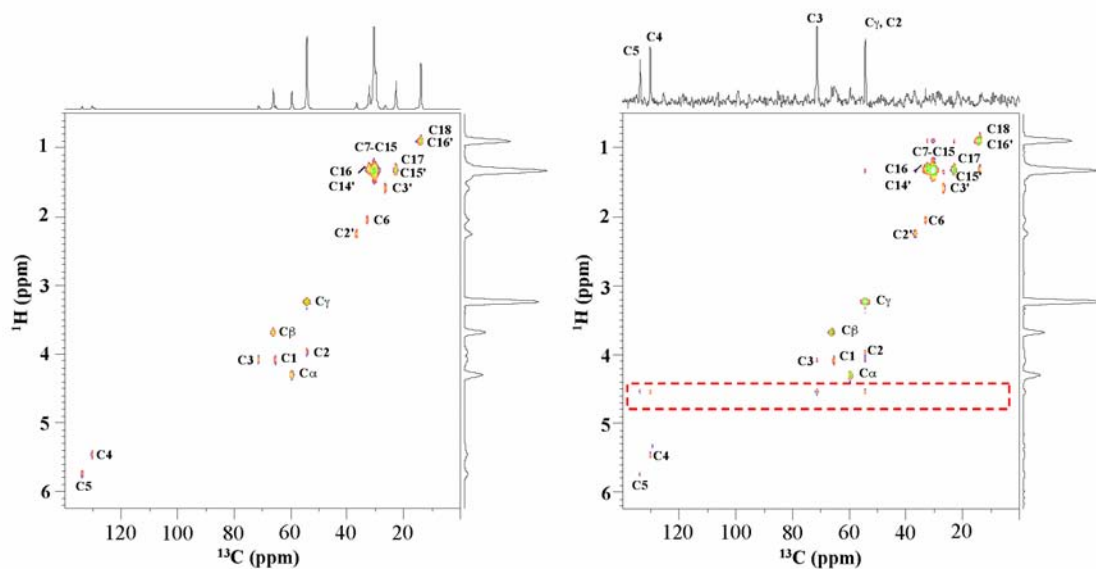 C3
Cγ, C2
C4
C5
C18
C16'
C7-C15
C16
C17
C14'
C15'
C3'
C6
C2'
Cγ
Cβ
C3
C1
C2
Cα
C4
C5
1
2
3
4
5
6
¹H (ppm)
120
100
80
60
40
20
¹³C (ppm)
C18
C16'
C7-C15
C16
C17
C14'
C15'
C3'
C6
C2'
Cγ
Cβ
C3
C1
C2
Cα
C4
C5
1
2
3
4
5
6
¹H (ppm)
120
100
80
60
40
20
¹³C (ppm)